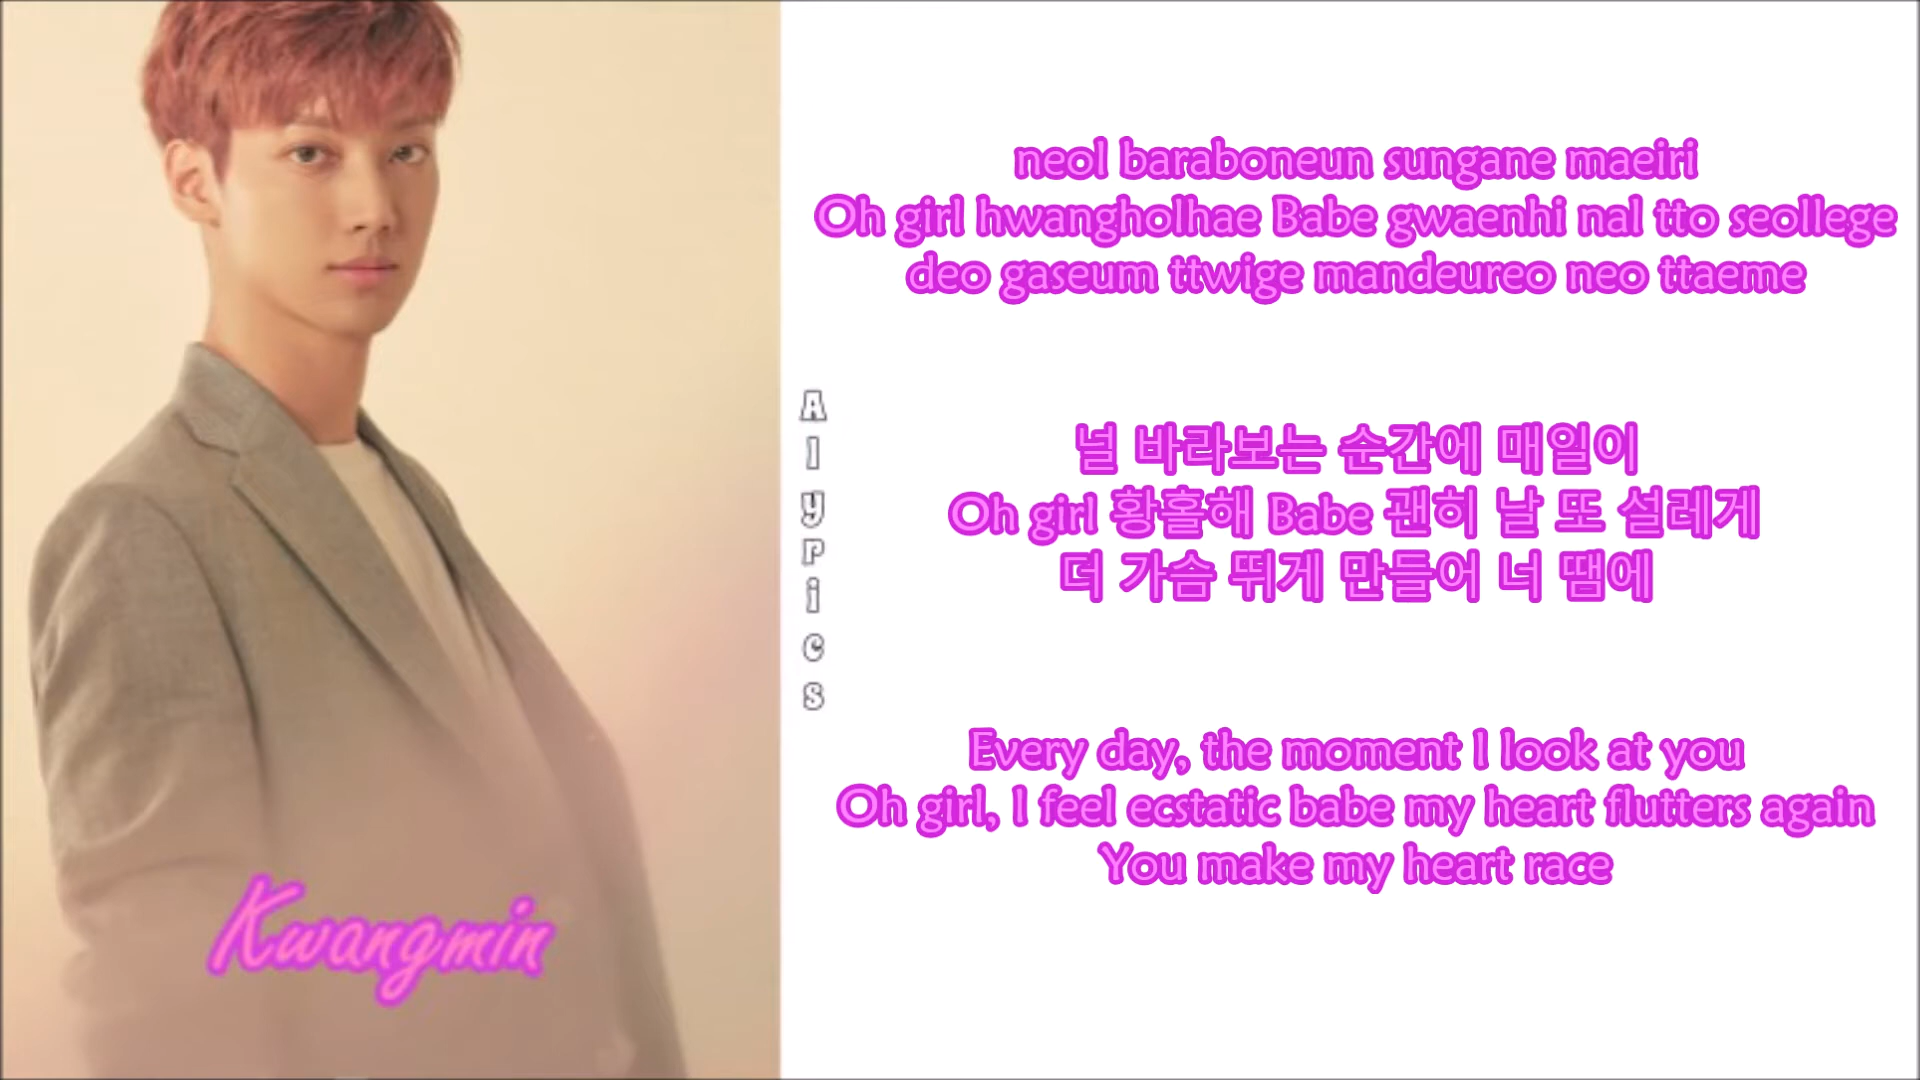 neol baraboneun sungane maeiri
Oh girl hwangholhae Babe gwaenhi nal tto seollege
deo gaseum ttwige mandeureo neo ttaeme
Alyrics
널 바라보는 순간에 매일이
Oh girl 황홀해 Babe 괜히 날 또 설레게
더 가슴 뛰게 만들어 너 땜에
Every day, the moment I look at you
Oh girl, I feel ecstatic babe my heart flutters again
You make my heart race
Kwangmin